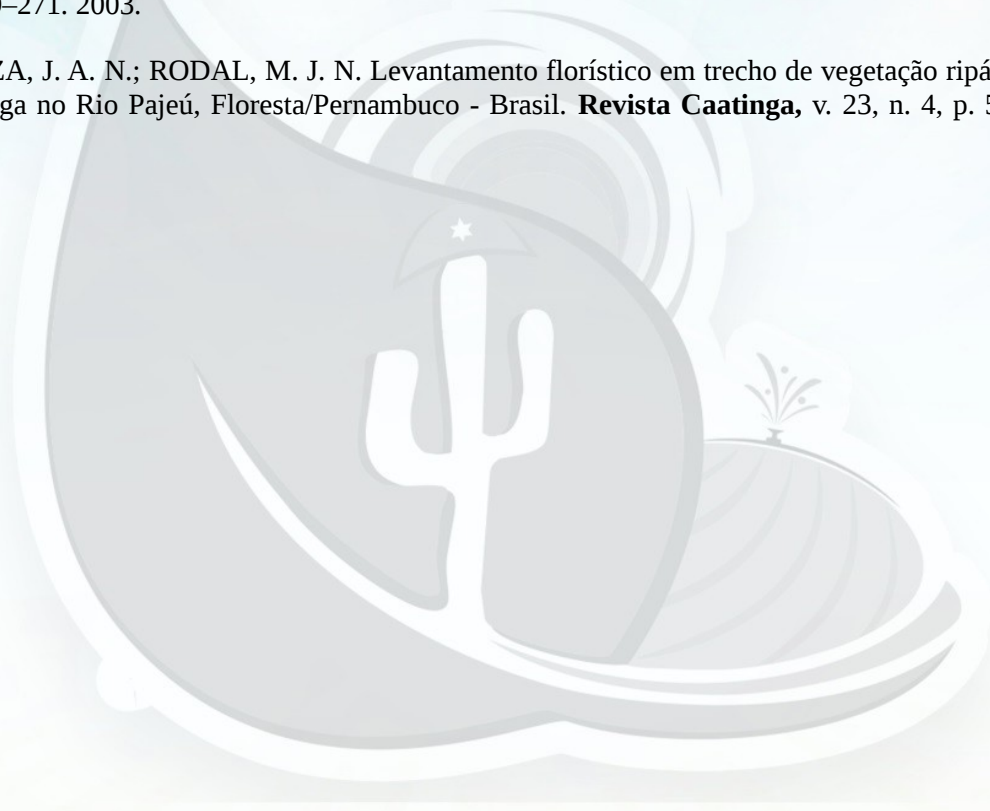 –271. 2003.
ZA, J. A. N.; RODAL, M. J. N. Levantamento florístico em trecho de vegetação ripá
ga no Rio Pajeú, Floresta/Pernambuco - Brasil. Revista Caatinga, v. 23, n. 4, p. 5